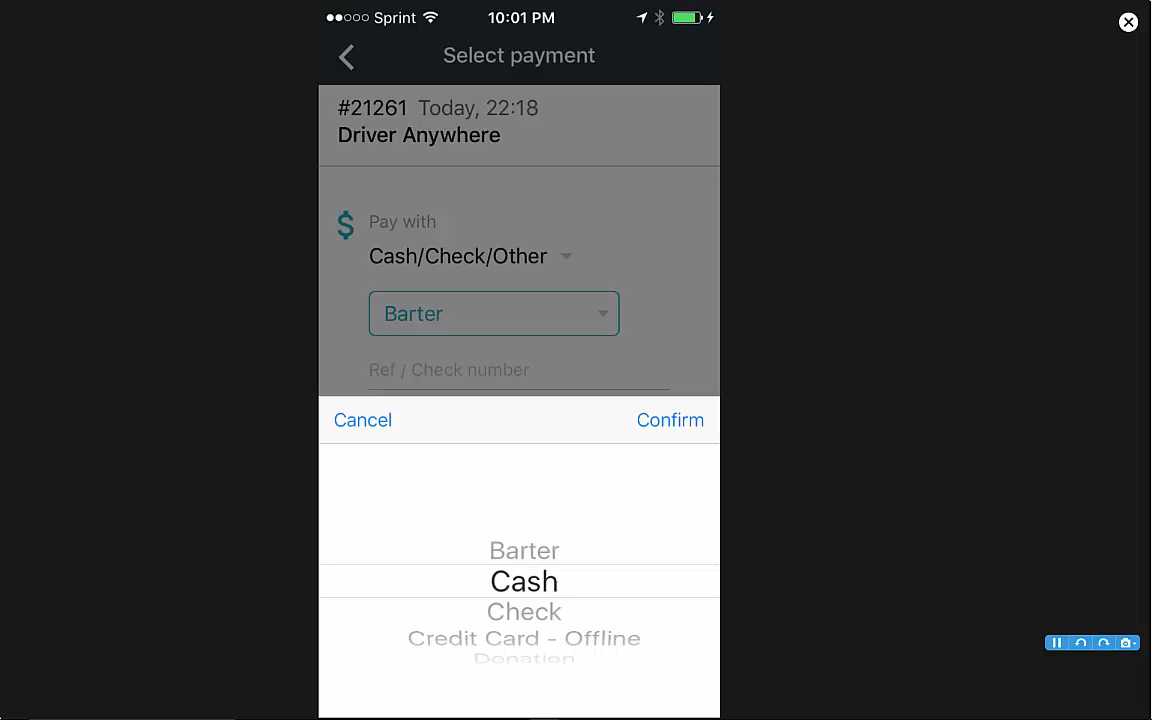 Sprint 10:01 PM
Select payment
#21261 Today, 22:18
Driver Anywhere
$ Pay with
Cash/Check/Other
Barter
Ref / Check number
Cancel Confirm
Barter
Cash
Check
Credit Card - Offline
Donation